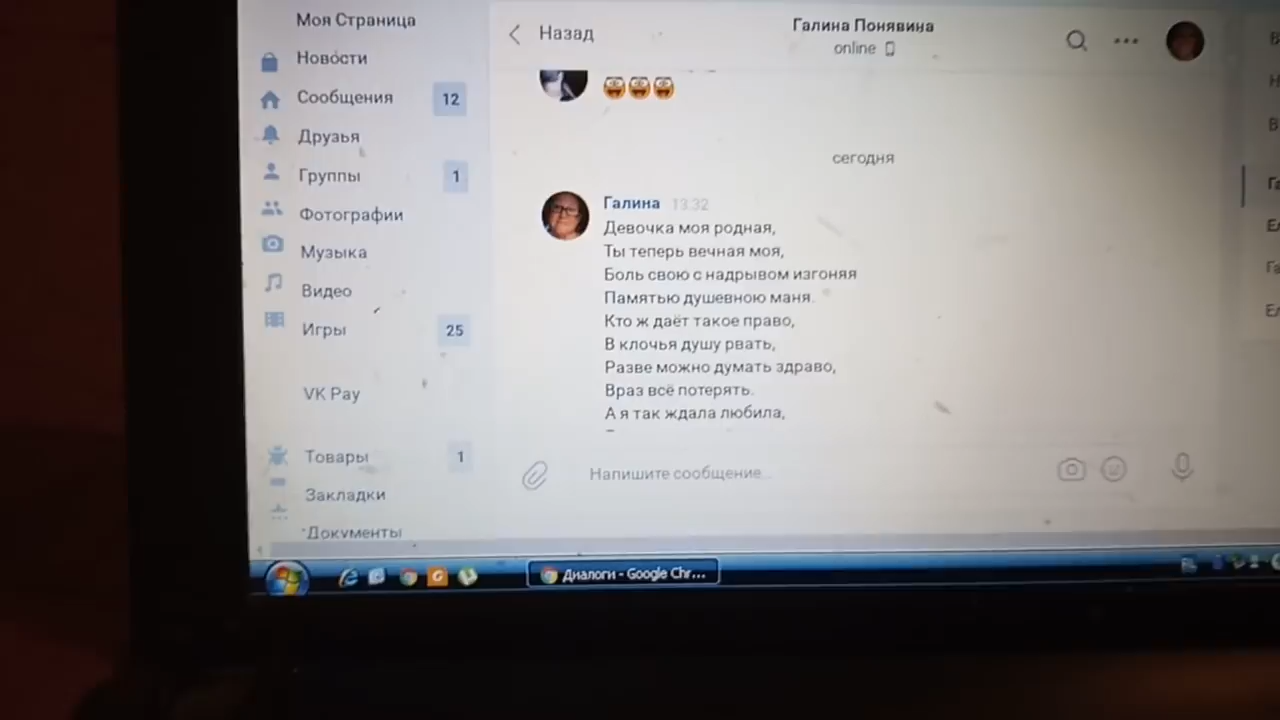 Моя Страница
Новости
Сообщения 12
Друзья
Группы 1
Фотографии
Музыка
Видео
Игры 25
VK Pay
Товары 1
Закладки
Документы
Назад
Галина Понявина
online
сегодня
Галина 13:32
Девочка моя родная,
Ты теперь вечная моя,
Боль свою с надрывом изгоняя
Памятью душевною маня.
Кто ж даёт такое право,
В клочья душу рвать,
Разве можно думать здраво,
Враз всё потерять.
А я так ждала любила,
Напишите сообщение...
Диалоги - Google Chr...